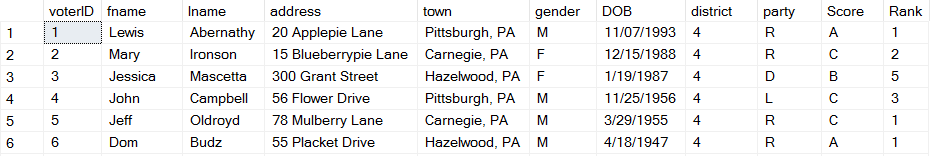 voterID fname lname address town gender DOB district party Score Rank
1 1 Lewis Abernathy 20 Applepie Lane Pittsburgh, PA M 11/07/1993 4 R A 1
2 2 Mary Ironson 15 Blueberrypie Lane Carnegie, PA F 12/15/1988 4 R C 2
3 3 Jessica Mascetta 300 Grant Street Hazelwood, PA F 1/19/1987 4 D B 5
4 4 John Campbell 56 Flower Drive Pittsburgh, PA M 11/25/1956 4 L C 3
5 5 Jeff Oldroyd 78 Mulberry Lane Carnegie, PA M 3/29/1955 4 R C 1
6 6 Dom Budz 55 Placket Drive Hazelwood, PA M 4/18/1947 4 R A 1